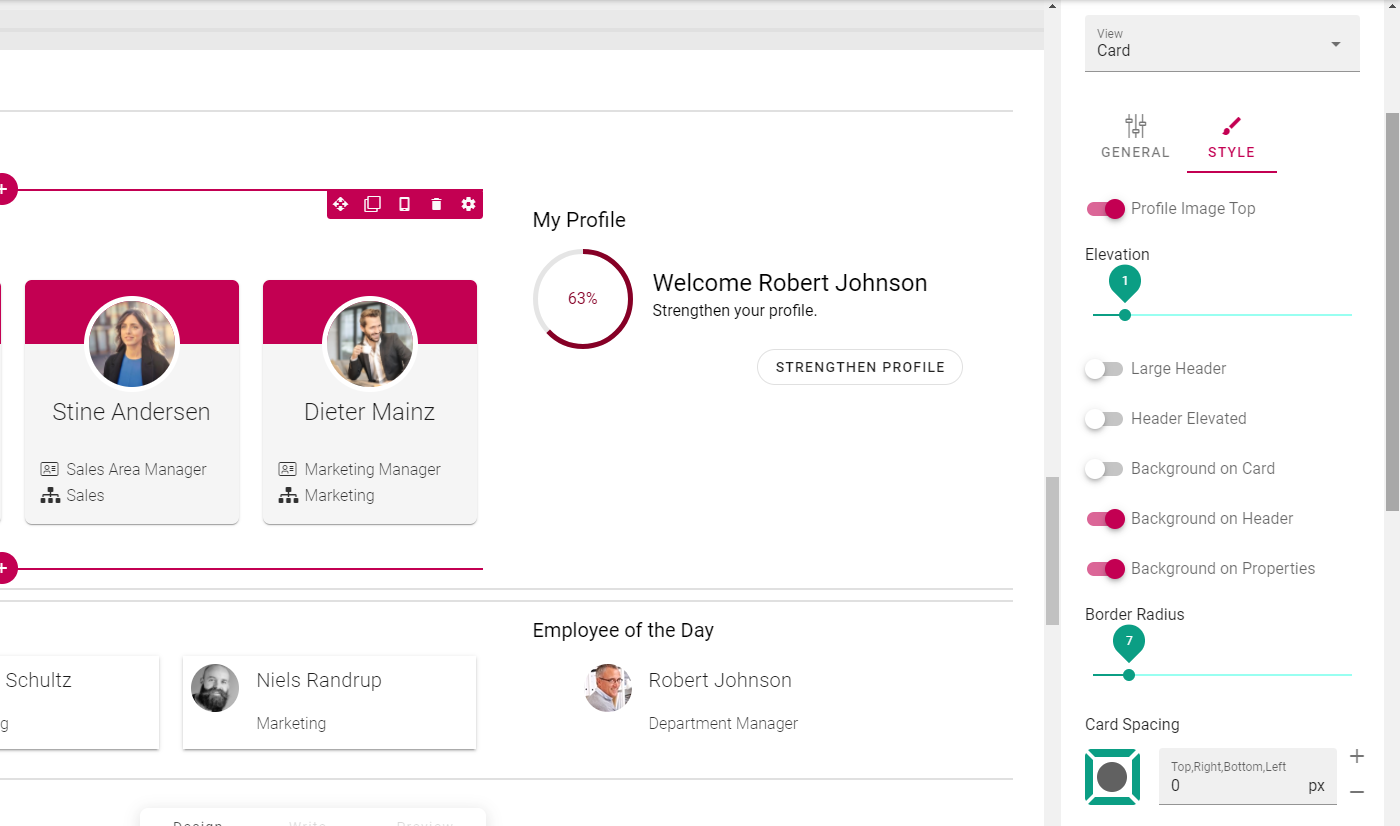 My Profile
63%
Welcome Robert Johnson
Strengthen your profile.
STRENGTHEN PROFILE
Stine Andersen
Sales Area Manager
Sales
Dieter Mainz
Marketing Manager
Marketing
Employee of the Day
Schultz
g
Niels Randrup
Marketing
Robert Johnson
Department Manager
Design
Write
Preview
View
Card
GENERAL
STYLE
Profile Image Top
Elevation
1
Large Header
Header Elevated
Background on Card
Background on Header
Background on Properties
Border Radius
7
Card Spacing
Top,Right,Bottom,Left
0 px